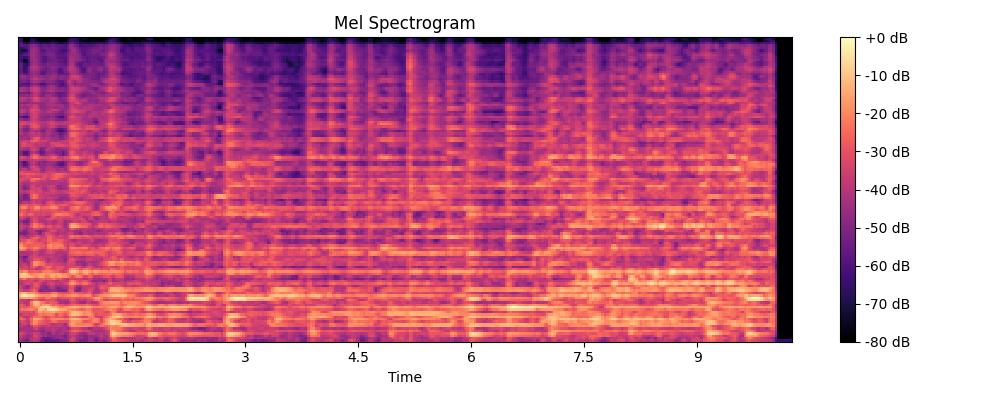 Mel Spectrogram
+0 dB
-10 dB
-20 dB
-30 dB
-40 dB
-50 dB
-60 dB
-70 dB
-80 dB
0 1.5 3 4.5 6 7.5 9
Time